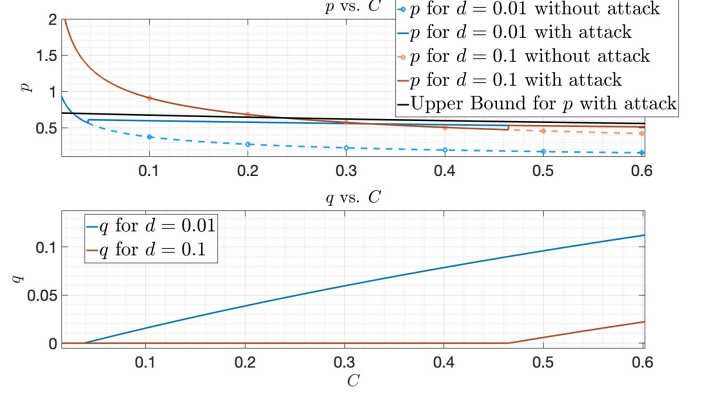 p vs. C
p for d = 0.01 without attack
p for d = 0.01 with attack
p for d = 0.1 without attack
p for d = 0.1 with attack
Upper Bound for p with attack
2
1.5
1
0.5
p
0.1 0.2 0.3 0.4 0.5 0.6
q vs. C
q for d = 0.01
q for d = 0.1
0.1
0.05
0
q
0.1 0.2 0.3 0.4 0.5 0.6
C